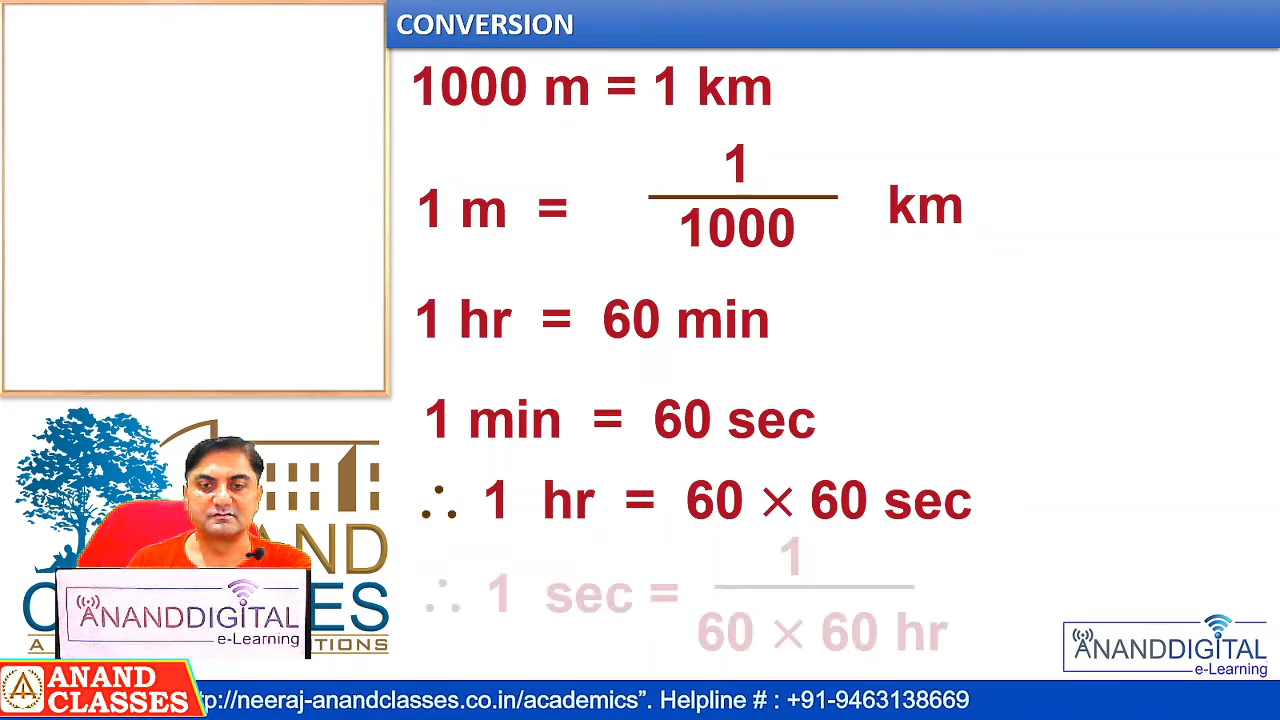 CONVERSION
1000 m = 1 km
1 m = 1 / 1000 km
1 hr = 60 min
1 min = 60 sec
∴ 1 hr = 60 × 60 sec
∴ 1 sec = 1 / 60 × 60 hr
ANANDDIGITAL
e-Learning
ANANDDIGITAL
e-Learning
ANAND
CLASSES
tp://neeraj-anandclasses.co.in/academics”. Helpline # : +91-9463138669